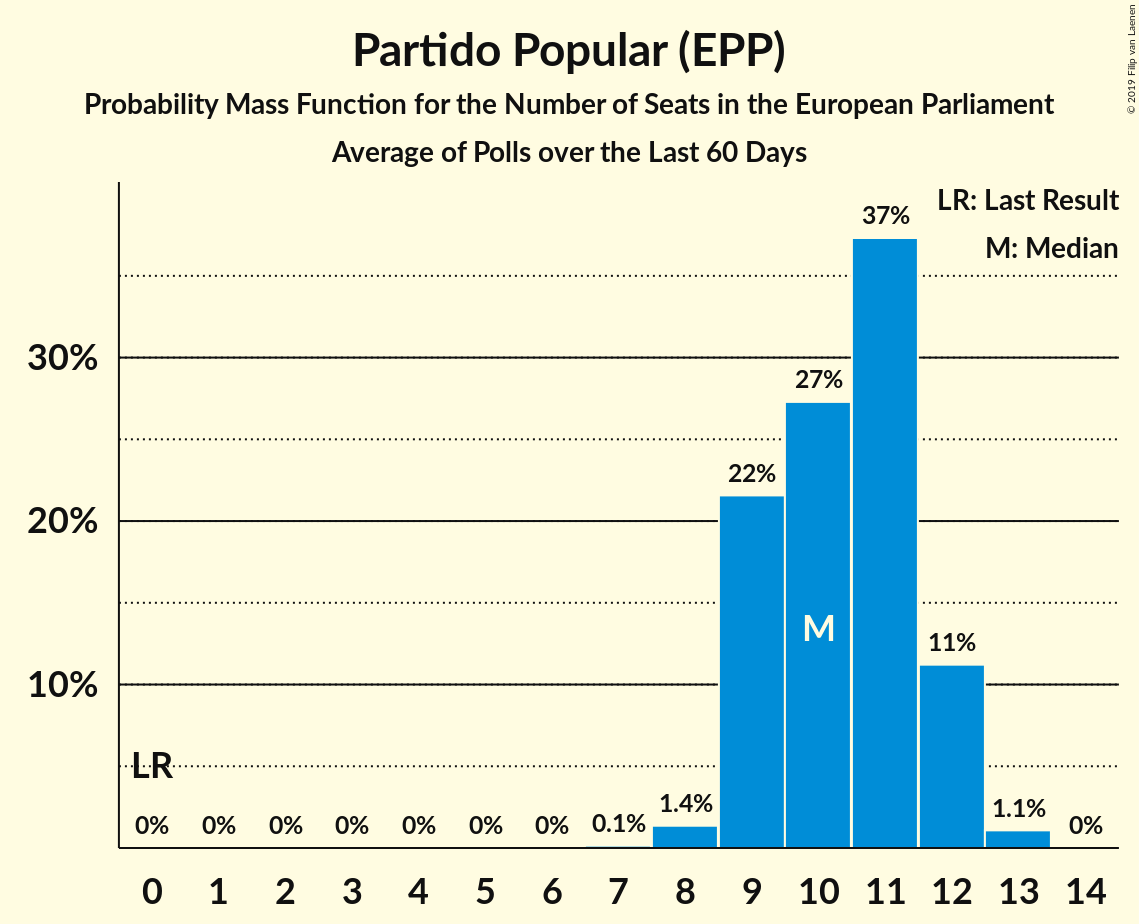 Partido Popular (EPP)
Probability Mass Function for the Number of Seats in the European Parliament
Average of Polls over the Last 60 Days
© 2019 Filip van Laenen
LR: Last Result
M: Median
37%
30%
27%
22%
20%
M
11%
10%
LR
0% 0% 0% 0% 0% 0% 0% 0.1% 1.4% 1.1% 0%
0 1 2 3 4 5 6 7 8 9 10 11 12 13 14